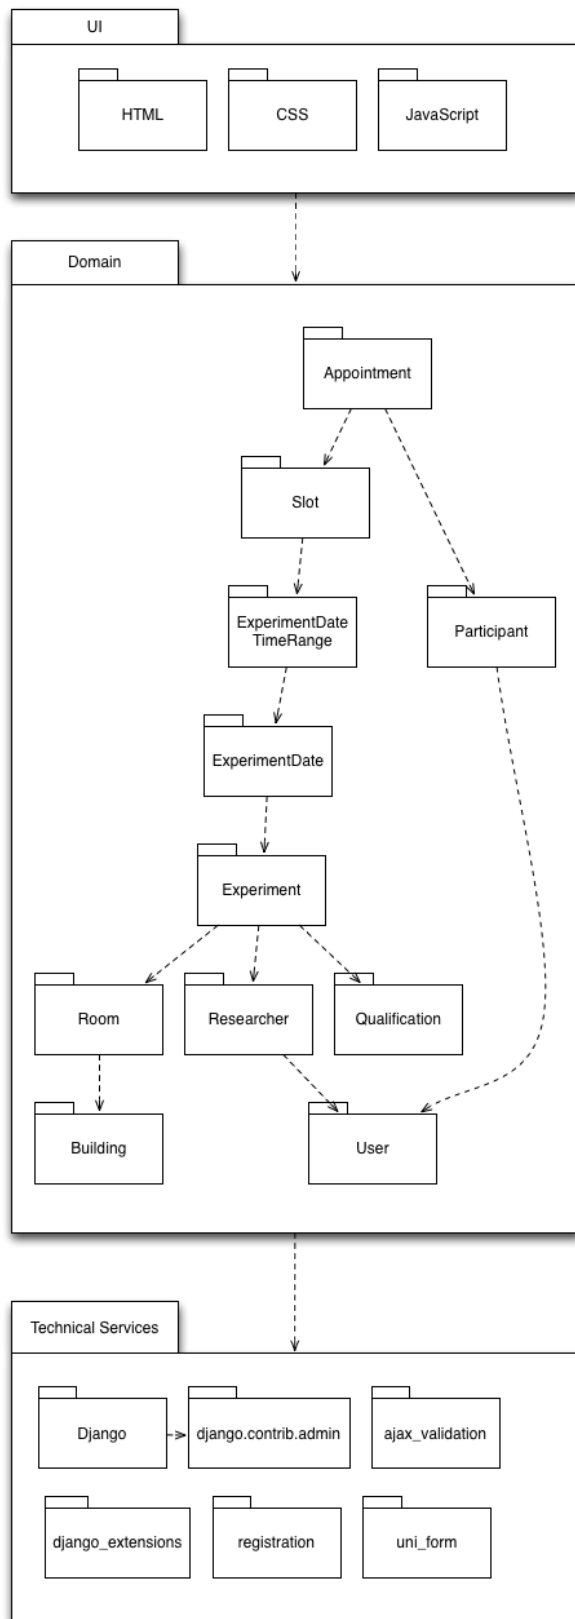 UI
HTML
CSS
JavaScript
Domain
Appointment
Slot
ExperimentDate
TimeRange
Participant
ExperimentDate
Experiment
Room
Researcher
Qualification
Building
User
Technical Services
Django
django.contrib.admin
ajax_validation
django_extensions
registration
uni_form